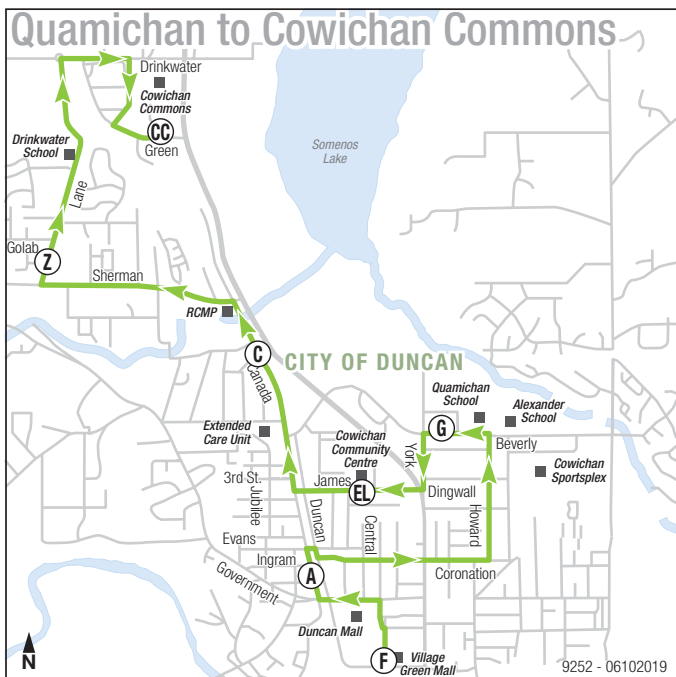 Quamichan to Cowichan Commons
Drinkwater
Cowichan
Commons
CC
Green
Somenos
Lake
Drinkwater
School
Lane
Golab
Z
Sherman
RCMP
C
CITY OF DUNCAN
Canada
Quamichan
School
Alexander
School
Extended
Care Unit
Cowichan
Community
Centre
G
Beverly
York
Cowichan
Sportsplex
3rd St.
Jubilee
James
EL
Dingwall
Duncan
Central
Howard
Evans
Ingram
Government
A
Coronation
Duncan Mall
F
Village
Green Mall
N
9252 - 06102019